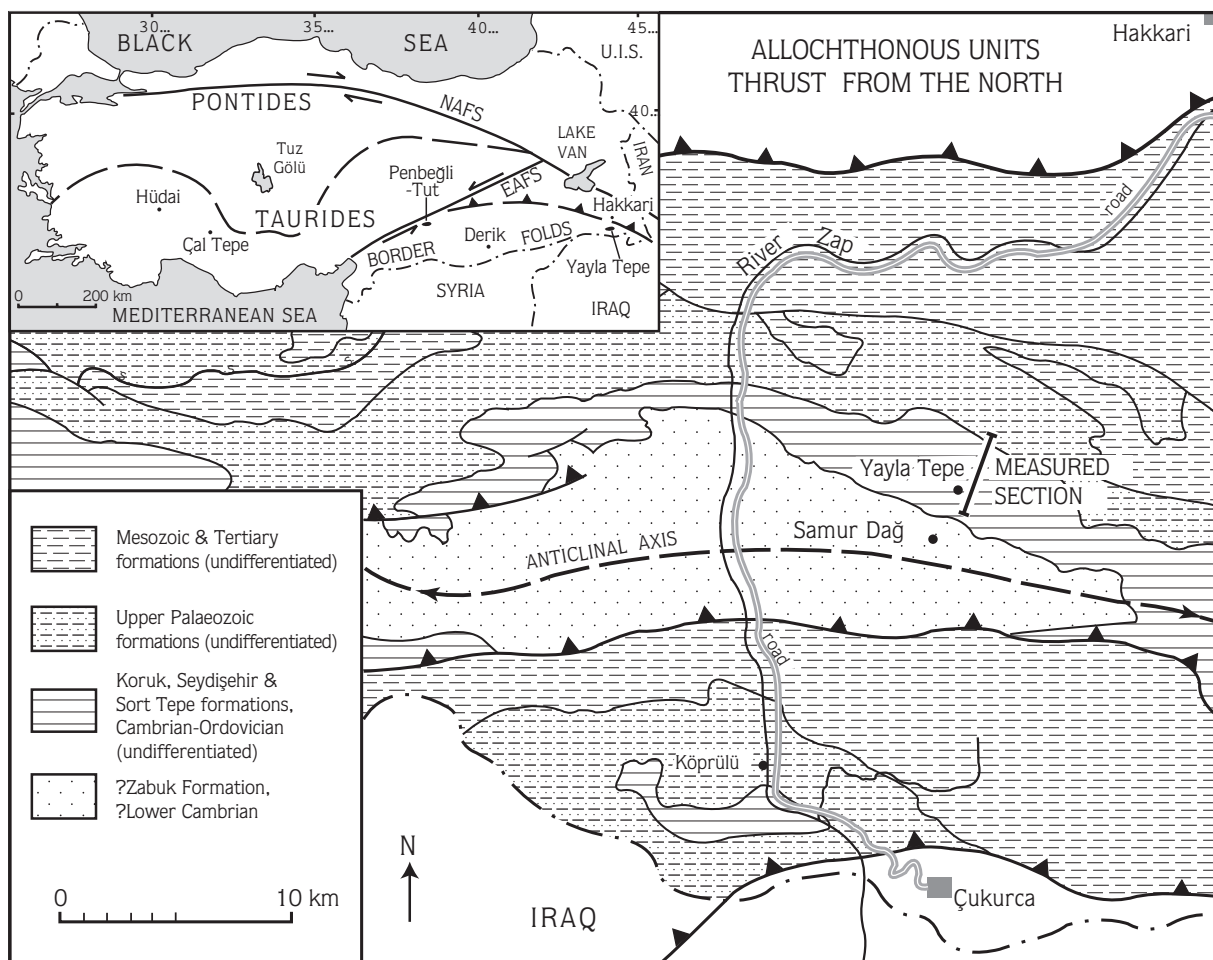 30...
35...
40...
45...
BLACK
SEA
U.I.S.
PONTIDES
NAFS
40...
LAKE
VAN
IRAN
Tuz
Gölü
Penbeğli
-Tut
EAFS
Hüdai
TAURIDES
Hakkari
Çal Tepe
Derik
FOLDS
BORDER
Yayla Tepe
0
200 km
SYRIA
IRAQ
MEDITERRANEAN SEA
Hakkari
ALLOCHTHONOUS UNITS
THRUST FROM THE NORTH
road
River Zap
Yayla Tepe
MEASURED
SECTION
Samur Dağ
ANTICLINAL AXIS
road
Köprülü
Çukurca
IRAQ
N
Mesozoic & Tertiary
formations (undifferentiated)
Upper Palaeozoic
formations (undifferentiated)
Koruk, Seydişehir &
Sort Tepe formations,
Cambrian-Ordovician
(undifferentiated)
?Zabuk Formation,
?Lower Cambrian
0
10 km